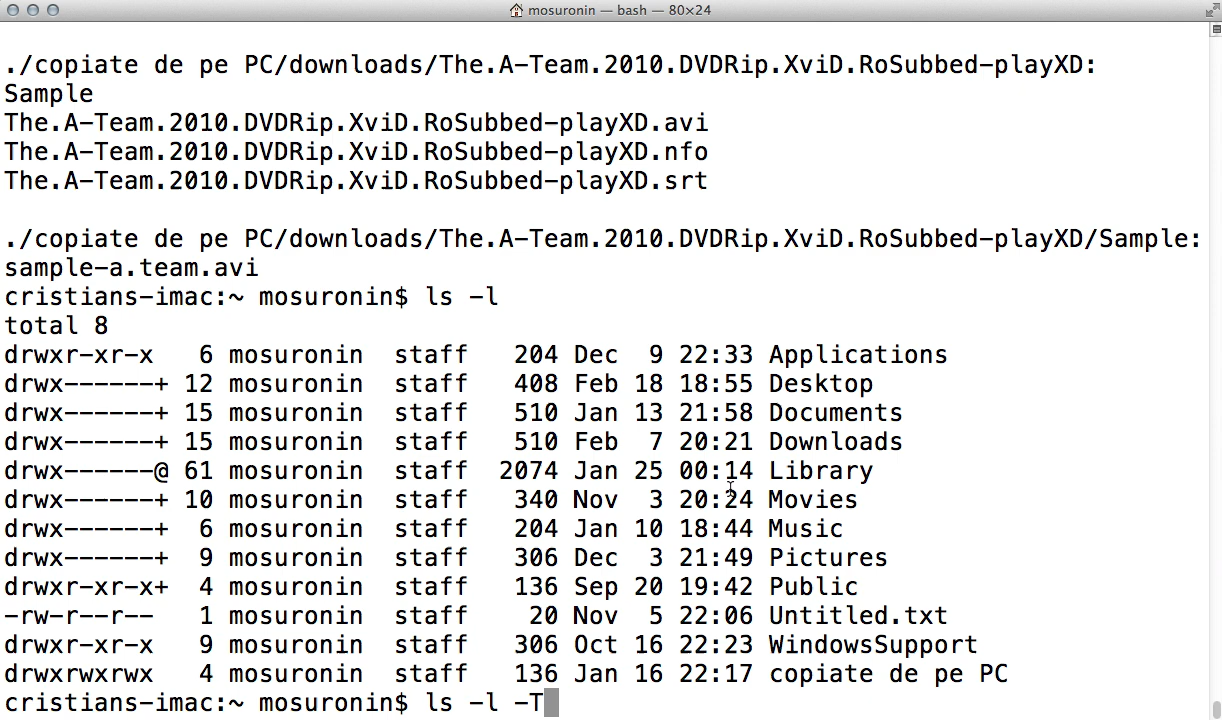 mosuronin — bash — 80×24
./copiate de pe PC/downloads/The.A-Team.2010.DVDRip.XviD.RoSubbed-playXD:
Sample
The.A-Team.2010.DVDRip.XviD.RoSubbed-playXD.avi
The.A-Team.2010.DVDRip.XviD.RoSubbed-playXD.nfo
The.A-Team.2010.DVDRip.XviD.RoSubbed-playXD.srt
./copiate de pe PC/downloads/The.A-Team.2010.DVDRip.XviD.RoSubbed-playXD/Sample:
sample-a.team.avi
cristians-imac:~ mosuronin$ ls -l
total 8
drwxr-xr-x   6 mosuronin  staff   204 Dec  9 22:33 Applications
drwx------+ 12 mosuronin  staff   408 Feb 18 18:55 Desktop
drwx------+ 15 mosuronin  staff   510 Jan 13 21:58 Documents
drwx------+ 15 mosuronin  staff   510 Feb  7 20:21 Downloads
drwx------@ 61 mosuronin  staff  2074 Jan 25 00:14 Library
drwx------+ 10 mosuronin  staff   340 Nov  3 20:24 Movies
drwx------+  6 mosuronin  staff   204 Jan 10 18:44 Music
drwx------+  9 mosuronin  staff   306 Dec  3 21:49 Pictures
drwxr-xr-x+  4 mosuronin  staff   136 Sep 20 19:42 Public
-rw-r--r--   1 mosuronin  staff    20 Nov  5 22:06 Untitled.txt
drwxr-xr-x   9 mosuronin  staff   306 Oct 16 22:23 WindowsSupport
drwxrwxrwx   4 mosuronin  staff   136 Jan 16 22:17 copiate de pe PC
cristians-imac:~ mosuronin$ ls -l -T